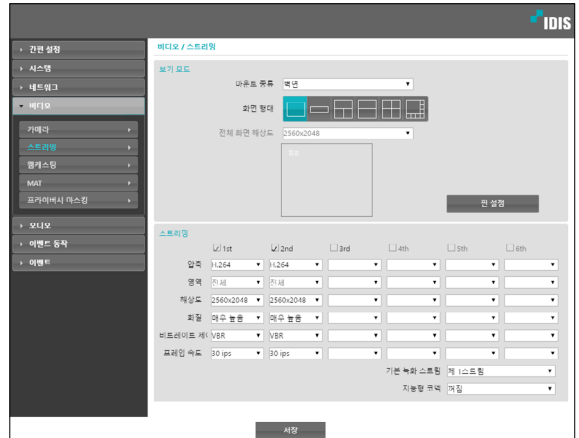 IDIS
간편 설정
시스템
네트워크
비디오
카메라
스트리밍
웹캐스팅
MAT
프라이버시 마스킹
오디오
이벤트 동작
이벤트
비디오 / 스트리밍
보기 모드
마운트 종류 벽면
화면 형태
전체 화면 해상도 2560x2048
핀 설정
스트리밍
1st 2nd 3rd 4th 5th 6th
압축 H.264 H.264
영역 전체 전체
해상도 2560x2048 2560x2048
화질 매우 높음 매우 높음
비트레이트 제어 VBR VBR
프레임 속도 30 ips 30 ips
기본 녹화 스트림 제 1스트림
지능형 코덱 꺼짐
저장